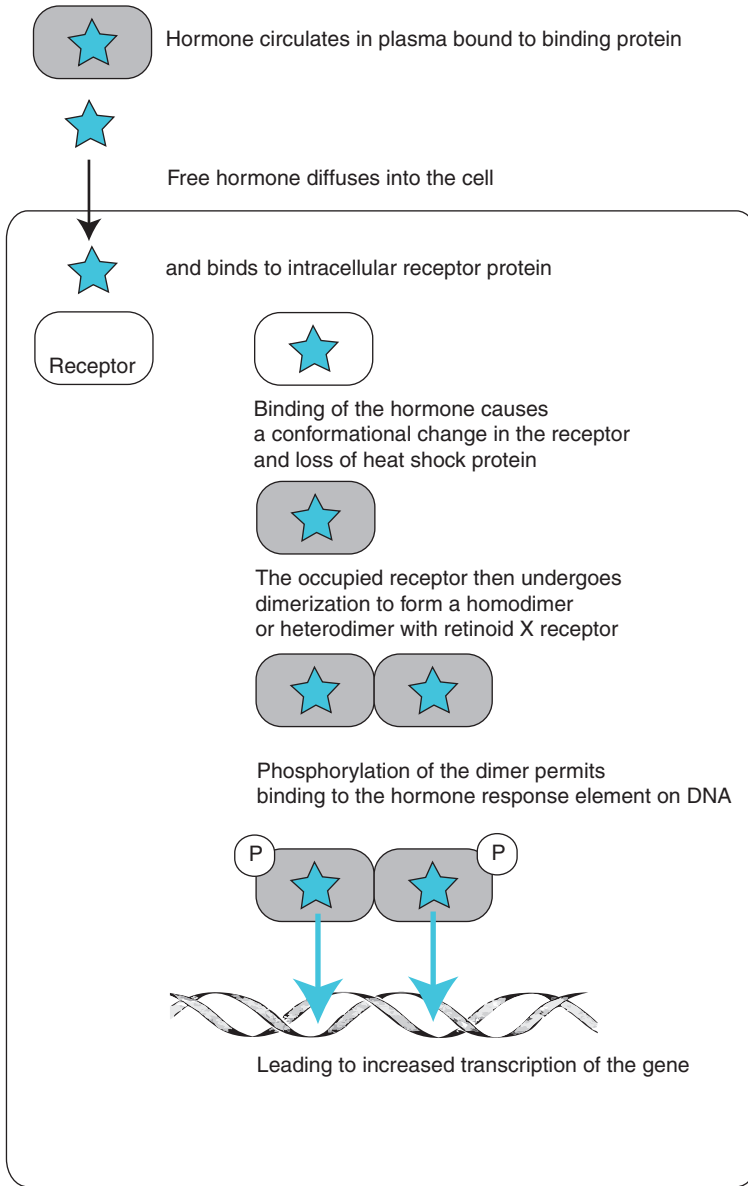 Hormone circulates in plasma bound to binding protein
Free hormone diffuses into the cell
and binds to intracellular receptor protein
Receptor
Binding of the hormone causes
a conformational change in the receptor
and loss of heat shock protein
The occupied receptor then undergoes
dimerization to form a homodimer
or heterodimer with retinoid X receptor
Phosphorylation of the dimer permits
binding to the hormone response element on DNA
P
P
Leading to increased transcription of the gene